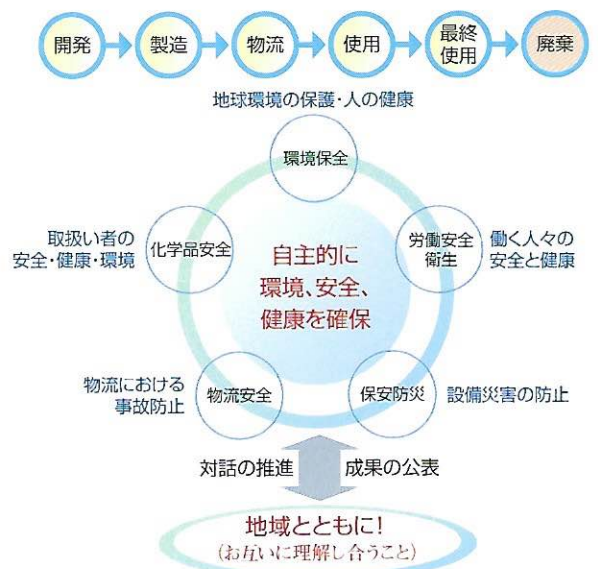 開発
製造
物流
使用
最終
使用
廃棄
地球環境の保護・人の健康
環境保全
取扱い者の
安全・健康・環境
化学品安全
自主的に
環境、安全、
健康を確保
労働安全
衛生
働く人々の
安全と健康
物流における
事故防止
物流安全
保安防災
設備災害の防止
対話の推進
成果の公表
地域とともに!
(お互いに理解し合うこと)